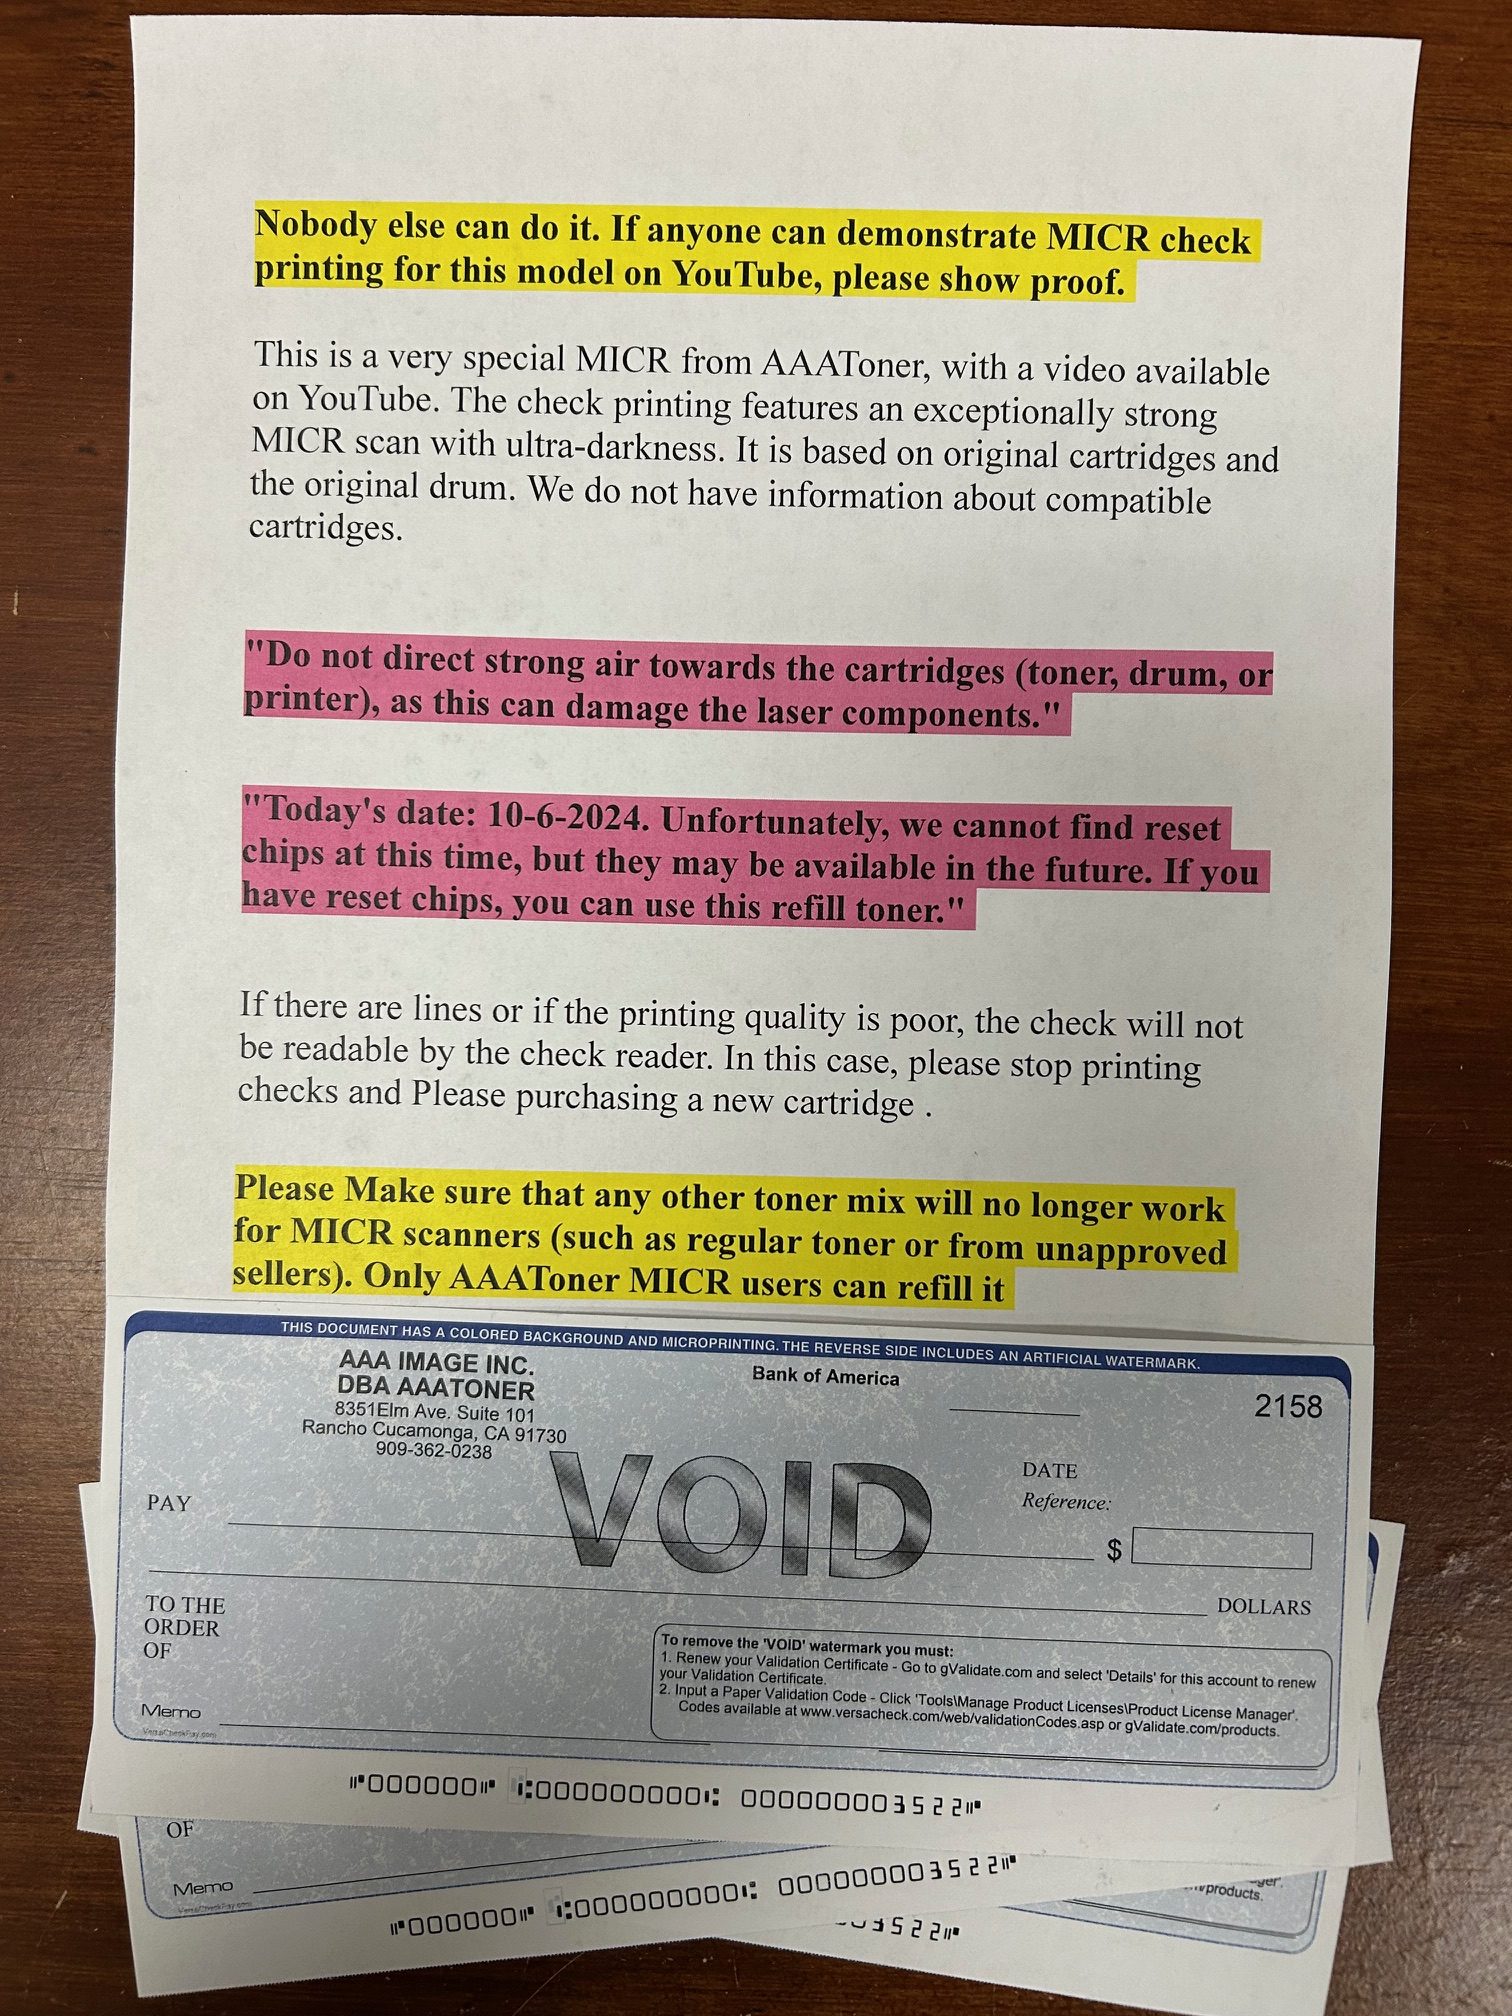 Nobody else can do it. If anyone can demonstrate MICR check
printing for this model on YouTube, please show proof.
This is a very special MICR from AAAToner, with a video available
on YouTube. The check printing features an exceptionally strong
MICR scan with ultra-darkness. It is based on original cartridges and
the original drum. We do not have information about compatible
cartridges.
"Do not direct strong air towards the cartridges (toner, drum, or
printer), as this can damage the laser components."
"Today's date: 10-6-2024. Unfortunately, we cannot find reset
chips at this time, but they may be available in the future. If you
have reset chips, you can use this refill toner."
If there are lines or if the printing quality is poor, the check will not
be readable by the check reader. In this case, please stop printing
checks and Please purchasing a new cartridge .
Please Make sure that any other toner mix will no longer work
for MICR scanners (such as regular toner or from unapproved
sellers). Only AAAToner MICR users can refill it
THIS DOCUMENT HAS A COLORED BACKGROUND AND MICROPRINTING. THE REVERSE SIDE INCLUDES AN ARTIFICIAL WATERMARK.
AAA IMAGE INC.
DBA AAATONER
8351Elm Ave. Suite 101
Rancho Cucamonga, CA 91730
909-362-0238
Bank of America
2158
VOID
DATE
Reference:
PAY
$
DOLLARS
TO THE
ORDER
OF
To remove the 'VOID' watermark you must:
1. Renew your Validation Certificate - Go to gValidate.com and select 'Details' for this account to renew
your Validation Certificate.
2. Input a Paper Validation Code - Click 'Tools\Manage Product Licenses\Product License Manager'.
Codes available at www.versacheck.com/web/validationCodes.asp or gValidate.com/products.
Memo
VersaCheckPay.com
⑈000000⑈ ⑆000000000⑆ 000000003522⑈
OF
Memo
VersaCheckPay.com
⑈000000⑈ ⑆000000000⑆ 000000003522⑈
ger'.
/products.
03522⑈